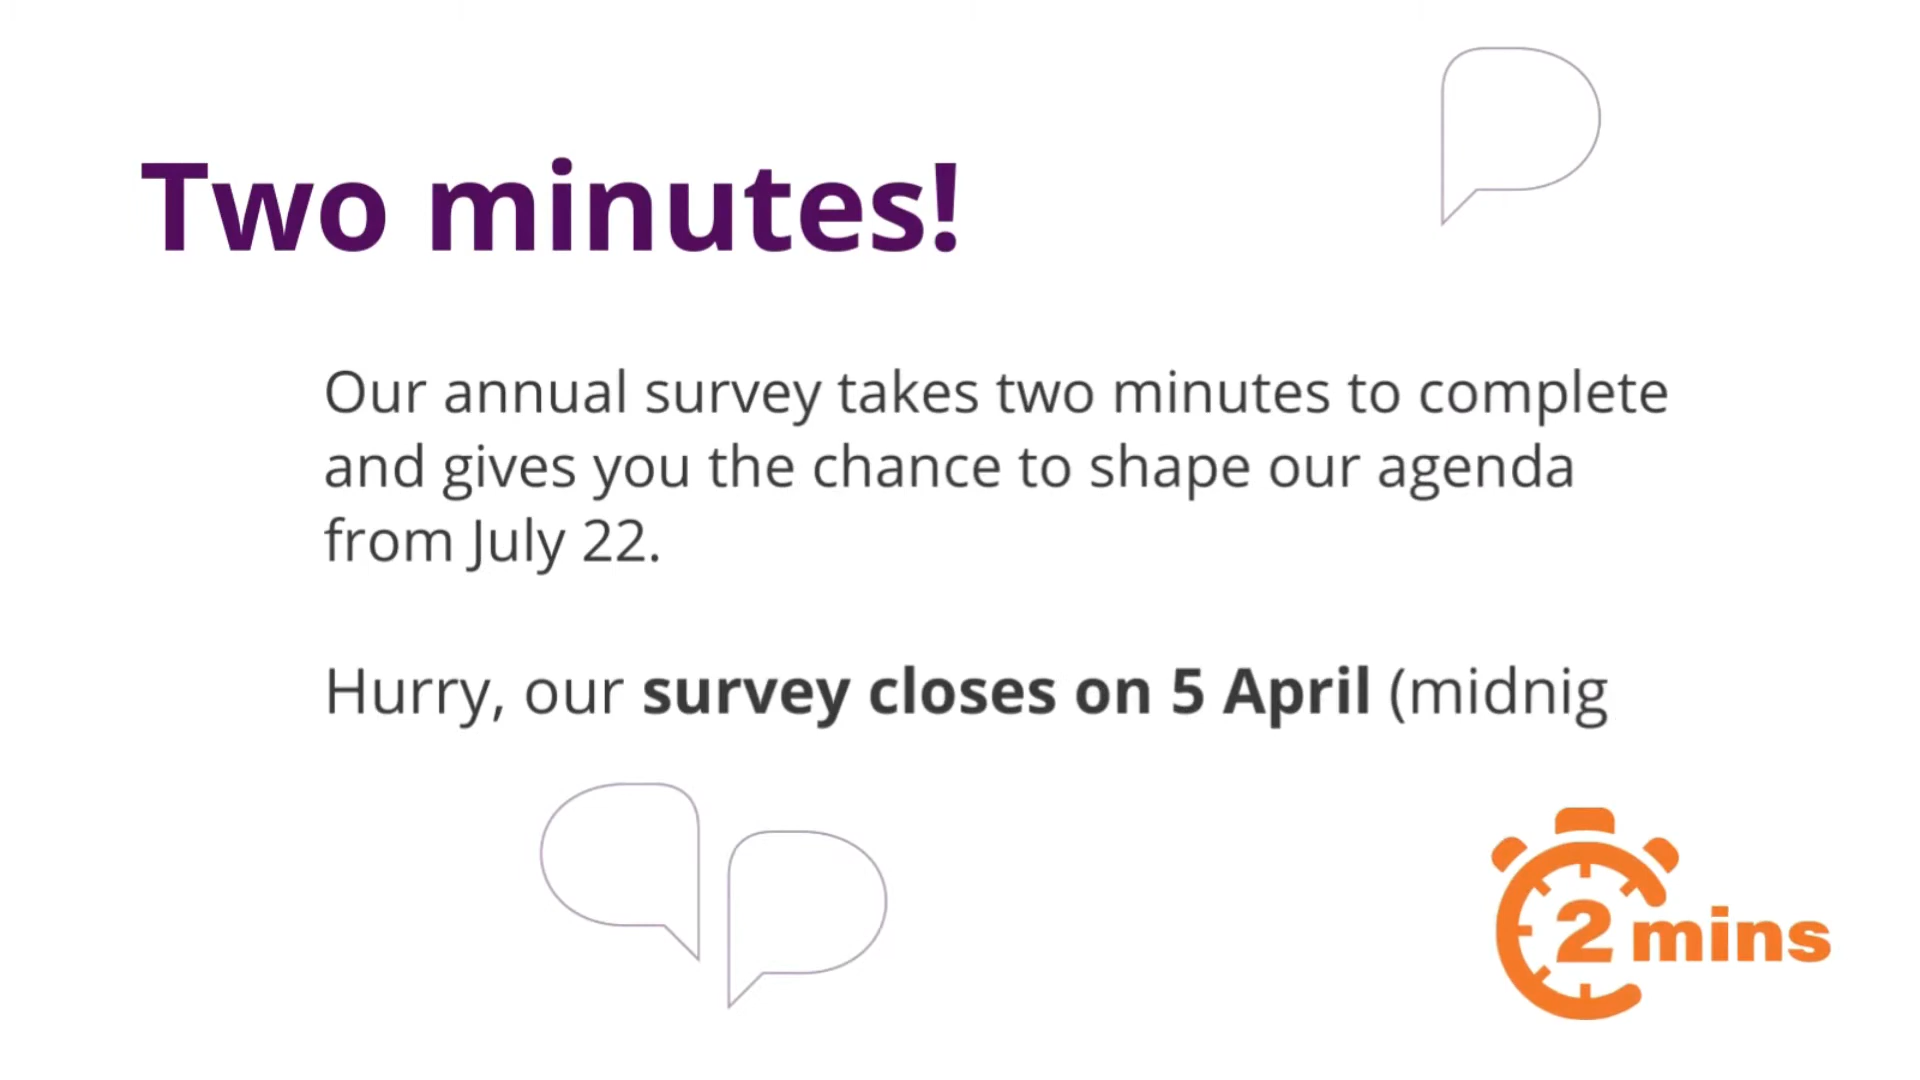 Two minutes!
Our annual survey takes two minutes to complete
and gives you the chance to shape our agenda
from July 22.
Hurry, our survey closes on 5 April (midnig
2 mins